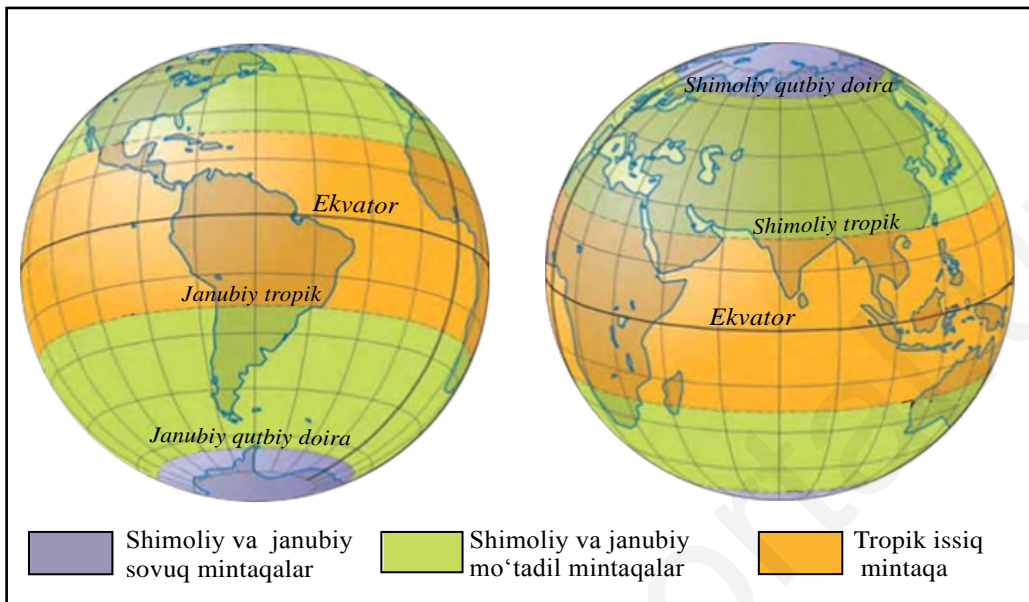 Ekvator
Janubiy tropik
Janubiy qutbiy doira
Shimoliy qutbiy doira
Shimoliy tropik
Ekvator
Shimoliy va janubiy
sovuq mintaqalar
Shimoliy va janubiy
mo‘tadil mintaqalar
Tropik issiq
mintaqa